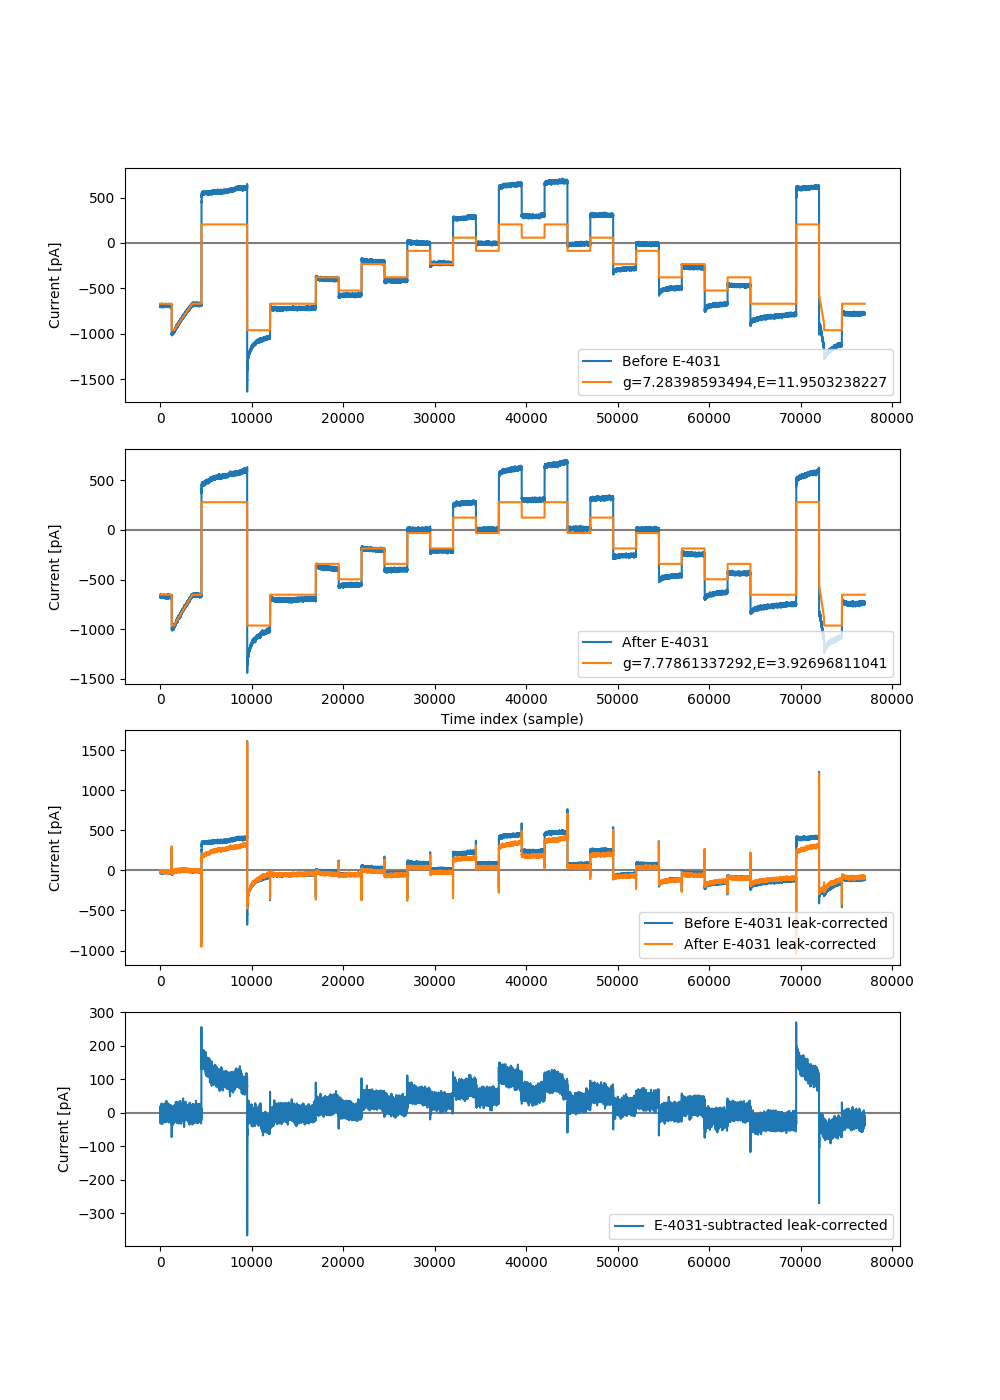 500
0
−500
−1000
−1500
Current [pA]
Before E-4031
g=7.28398593494,E=11.9503238227
0 10000 20000 30000 40000 50000 60000 70000 80000
500
0
−500
−1000
−1500
Current [pA]
After E-4031
g=7.77861337292,E=3.92696811041
0 10000 20000 30000 40000 50000 60000 70000 80000
Time index (sample)
1500
1000
500
0
−500
−1000
Current [pA]
Before E-4031 leak-corrected
After E-4031 leak-corrected
0 10000 20000 30000 40000 50000 60000 70000 80000
300
200
100
0
−100
−200
−300
Current [pA]
E-4031-subtracted leak-corrected
0 10000 20000 30000 40000 50000 60000 70000 80000